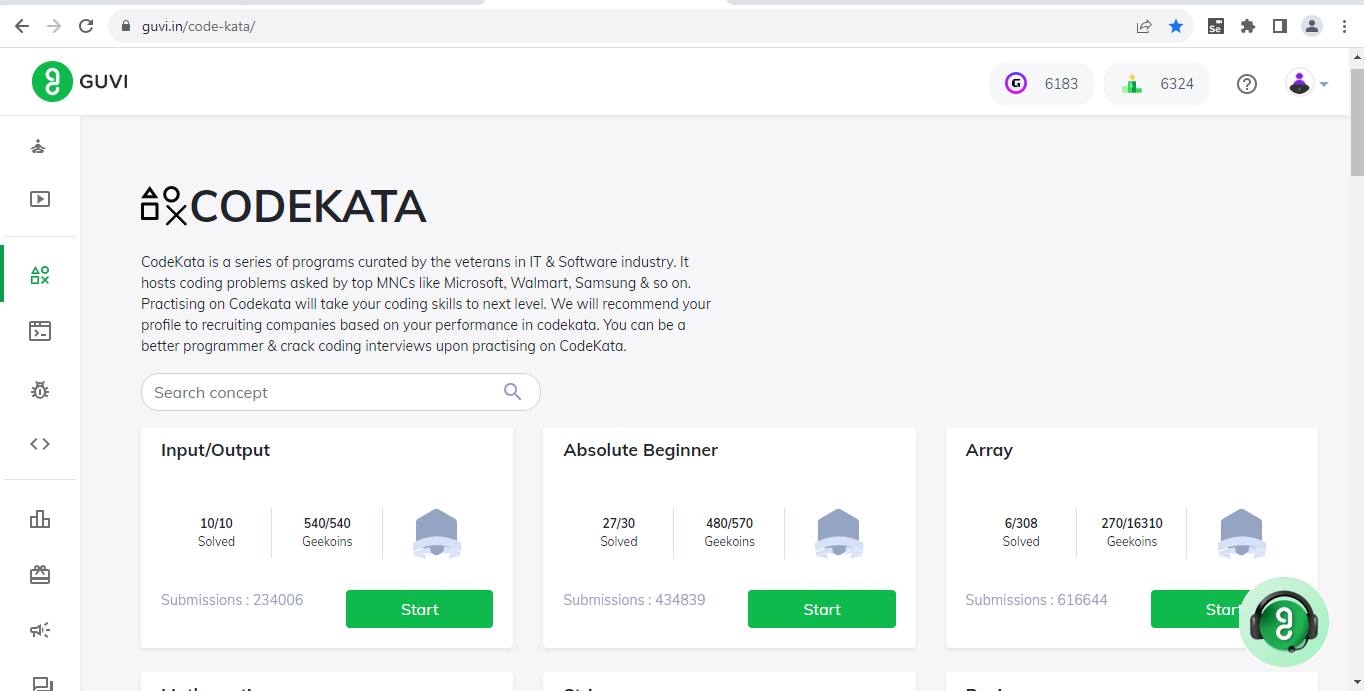 guvi.in/code-kata/
Se
GUVI
G
6183
6324
CODEKATA
CodeKata is a series of programs curated by the veterans in IT & Software industry. It
hosts coding problems asked by top MNCs like Microsoft, Walmart, Samsung & so on.
Practising on Codekata will take your coding skills to next level. We will recommend your
profile to recruiting companies based on your performance in codekata. You can be a
better programmer & crack coding interviews upon practising on CodeKata.
Search concept
Input/Output
10/10
Solved
540/540
Geekoins
Submissions : 234006
Start
Absolute Beginner
27/30
Solved
480/570
Geekoins
Submissions : 434839
Start
Array
6/308
Solved
270/16310
Geekoins
Submissions : 616644
Start